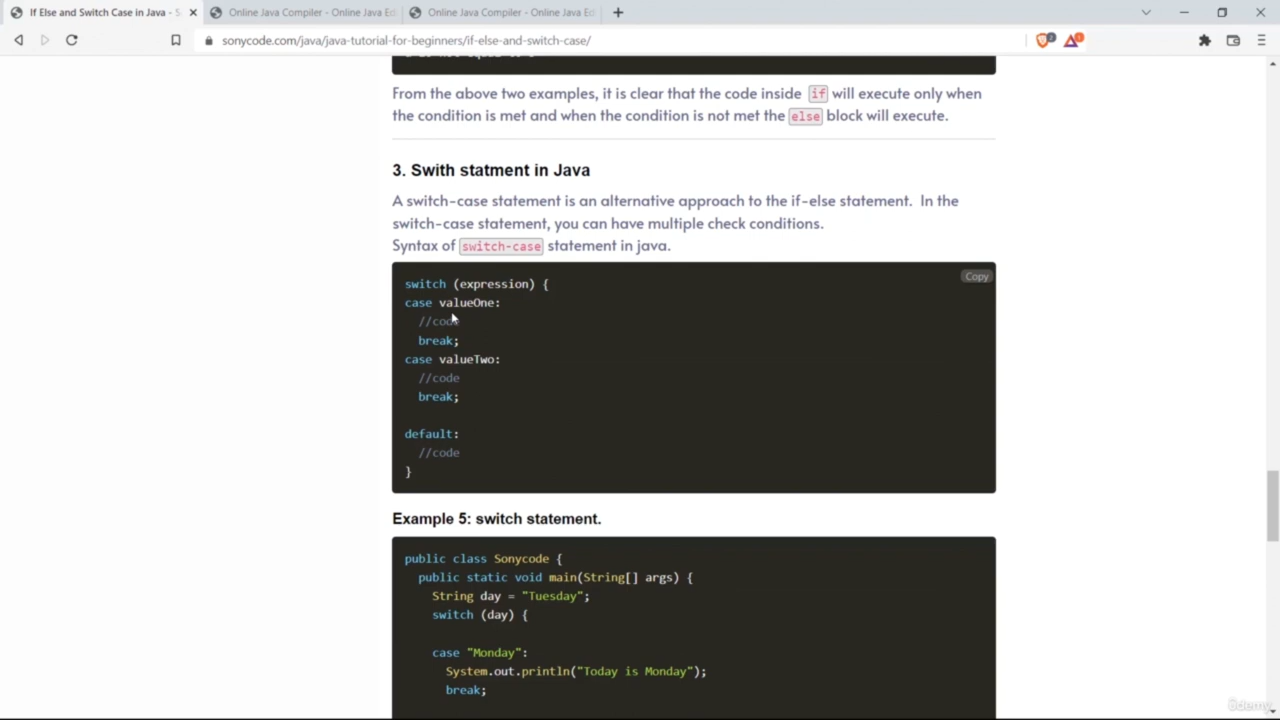 If Else and Switch Case in Java - S
Online Java Compiler - Online Java Ed
Online Java Compiler - Online Java Ed
sonycode.com/java/java-tutorial-for-beginners/if-else-and-switch-case/
From the above two examples, it is clear that the code inside if will execute only when
the condition is met and when the condition is not met the else block will execute.
3. Swith statment in Java
A switch-case statement is an alternative approach to the if-else statement. In the
switch-case statement, you can have multiple check conditions.
Syntax of switch-case statement in java.
Copy
switch (expression) {
case valueOne:
//code
break;
case valueTwo:
//code
break;
default:
//code
}
Example 5: switch statement.
public class Sonycode {
public static void main(String[] args) {
String day = "Tuesday";
switch (day) {
case "Monday":
System.out.println("Today is Monday");
break;
ûdemy